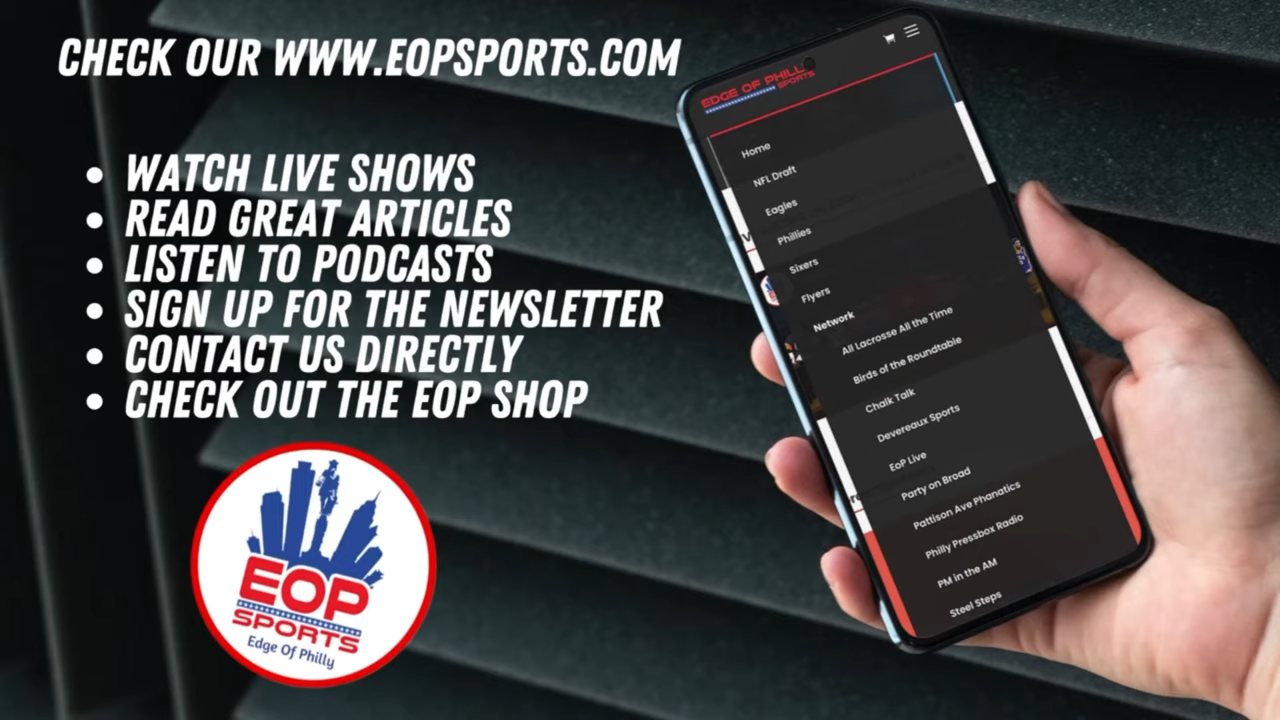 CHECK OUR WWW.EOPSPORTS.COM
• WATCH LIVE SHOWS
• READ GREAT ARTICLES
• LISTEN TO PODCASTS
• SIGN UP FOR THE NEWSLETTER
• CONTACT US DIRECTLY
• CHECK OUT THE EOP SHOP
EOP
SPORTS
Edge Of Philly
EDGE OF PHILLY
SPORTS
Home
NFL Draft
Eagles
Phillies
Sixers
Flyers
Network
All Lacrosse All the Time
Birds of the Roundtable
Chalk Talk
Devereaux Sports
EoP Live
Party on Broad
Pattison Ave Phanatics
Philly Pressbox Radio
PM in the AM
Steel Steps